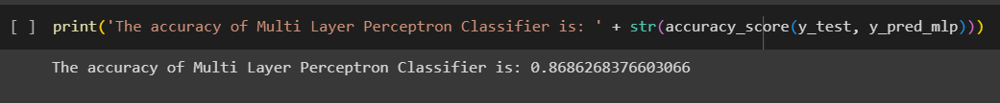 [ ] print('The accuracy of Multi Layer Perceptron Classifier is: ' + str(accuracy_score(y_test, y_pred_mlp)))
The accuracy of Multi Layer Perceptron Classifier is: 0.8686268376603066